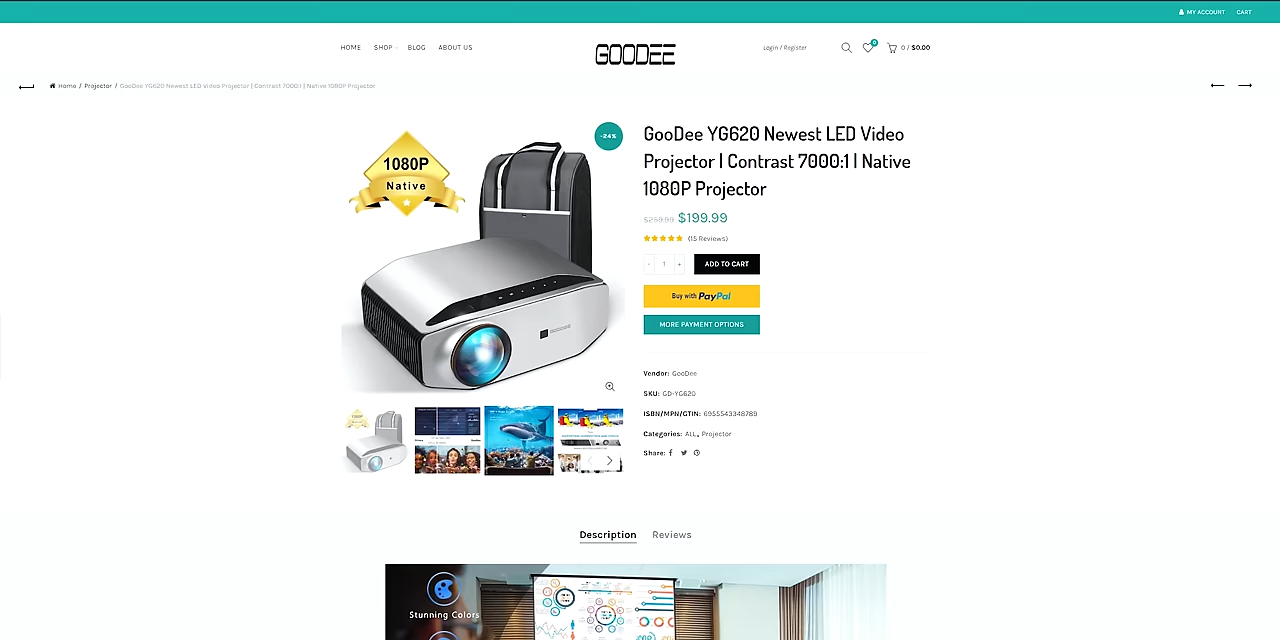 MY ACCOUNT CART
HOME SHOP BLOG ABOUT US
GOODEE
Login / Register
0
0 / $0.00
Home / Projector / GooDee YG620 Newest LED Video Projector | Contrast 7000:1 | Native 1080P Projector
1080P
Native
-24%
GooDee YG620 Newest LED Video
Projector | Contrast 7000:1 | Native
1080P Projector
$259.99 $199.99
(15 Reviews)
- 1 +
ADD TO CART
Buy with PayPal
MORE PAYMENT OPTIONS
Vendor: GooDee
SKU: GD-YG620
ISBN/MPN/GTIN: 6955543348789
Categories: ALL, Projector
Share:
Description Reviews
Stunning Colors